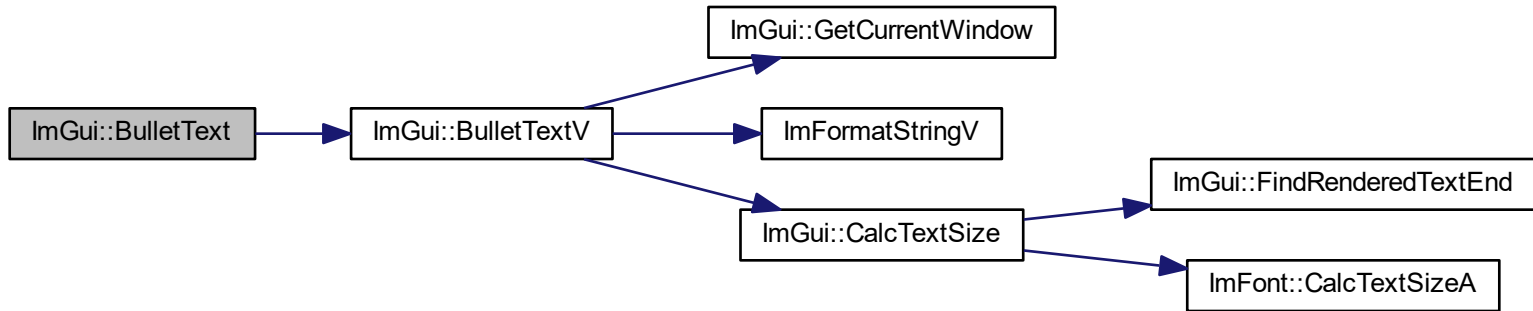 ImGui::GetCurrentWindow
ImGui::BulletText
ImGui::BulletTextV
ImFormatStringV
ImGui::FindRenderedTextEnd
ImGui::CalcTextSize
ImFont::CalcTextSizeA